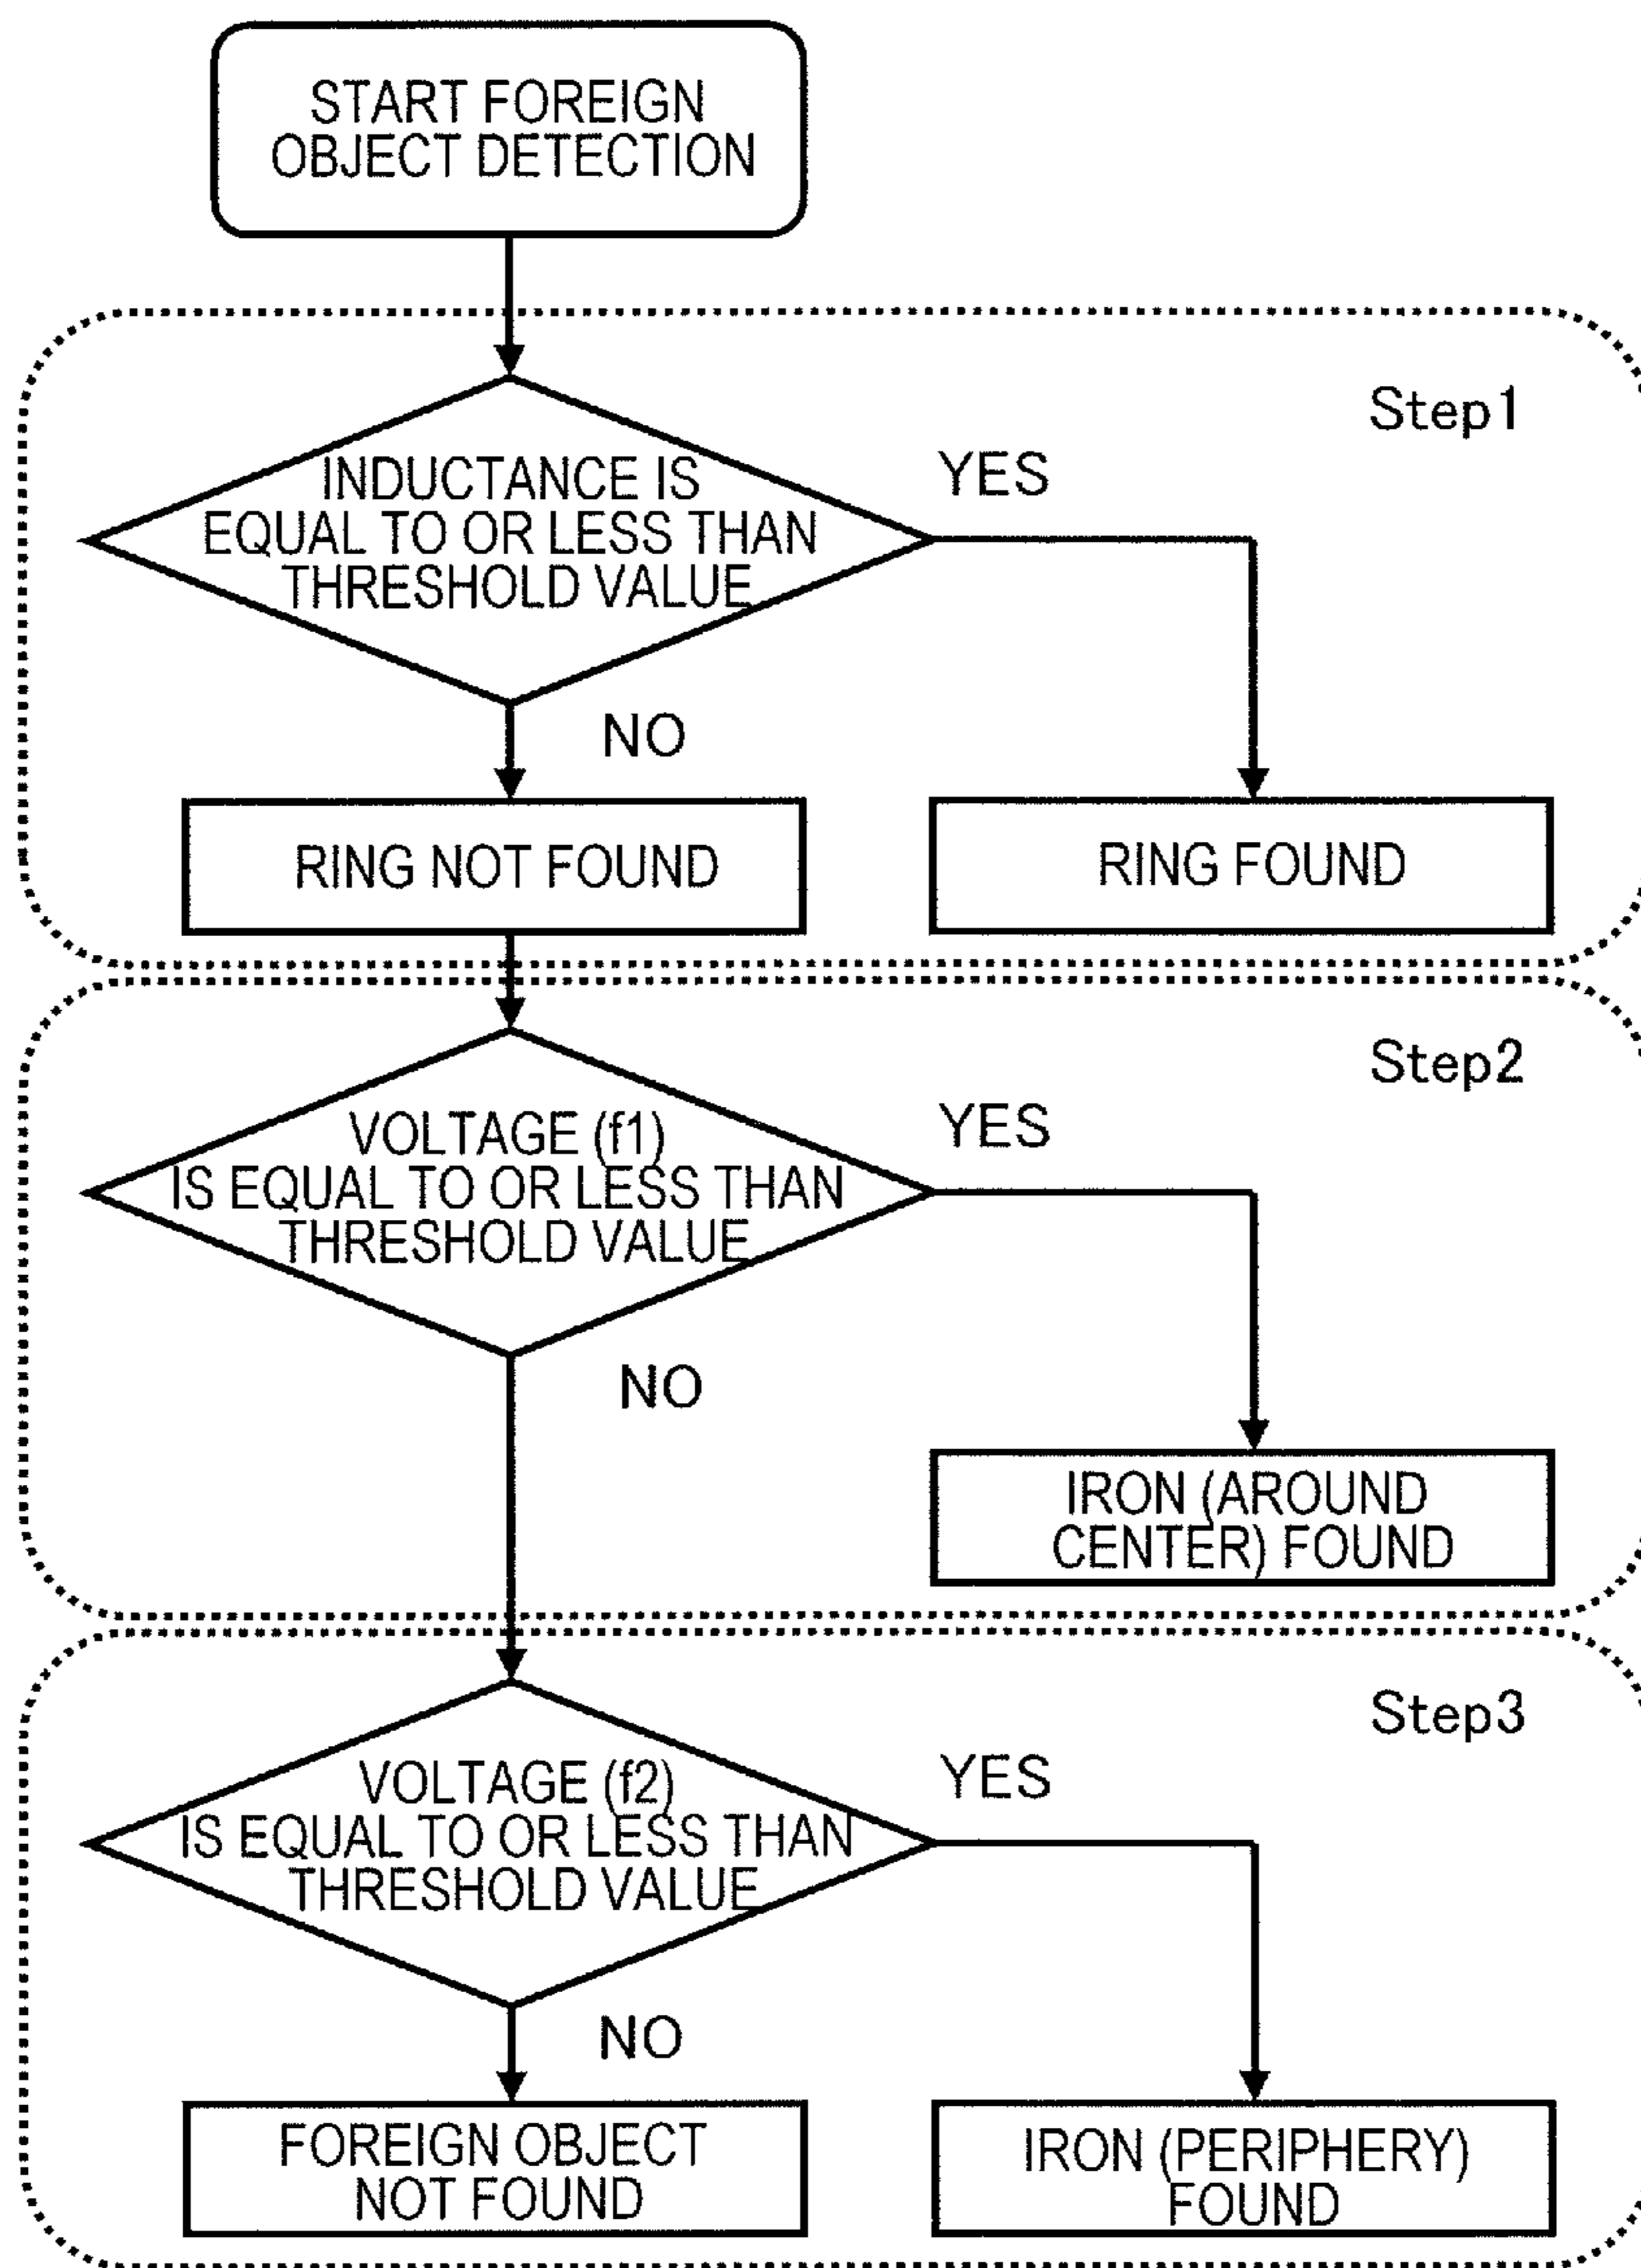 START FOREIGN
OBJECT DETECTION
Step1
INDUCTANCE IS
EQUAL TO OR LESS THAN
THRESHOLD VALUE
YES
NO
RING NOT FOUND
RING FOUND
Step2
VOLTAGE (f1)
IS EQUAL TO OR LESS THAN
THRESHOLD VALUE
YES
NO
IRON (AROUND
CENTER) FOUND
Step3
VOLTAGE (f2)
IS EQUAL TO OR LESS THAN
THRESHOLD VALUE
YES
NO
FOREIGN OBJECT
NOT FOUND
IRON (PERIPHERY)
FOUND